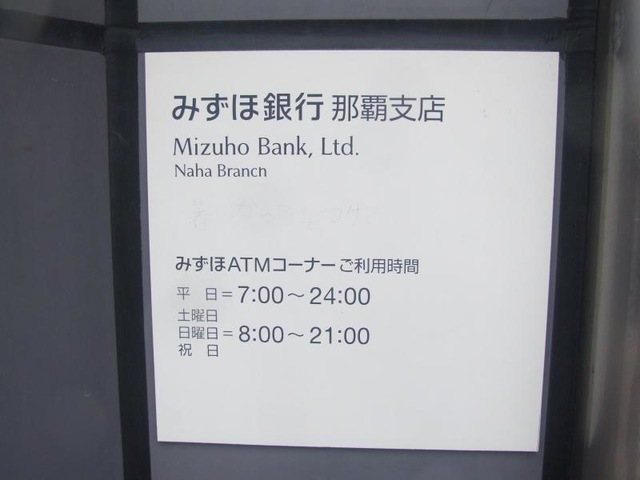 みずほ銀行 那覇支店
Mizuho Bank, Ltd.
Naha Branch
みずほATMコーナー ご利用時間
平 日 = 7:00～24:00
土曜日
日曜日 = 8:00～21:00
祝 日